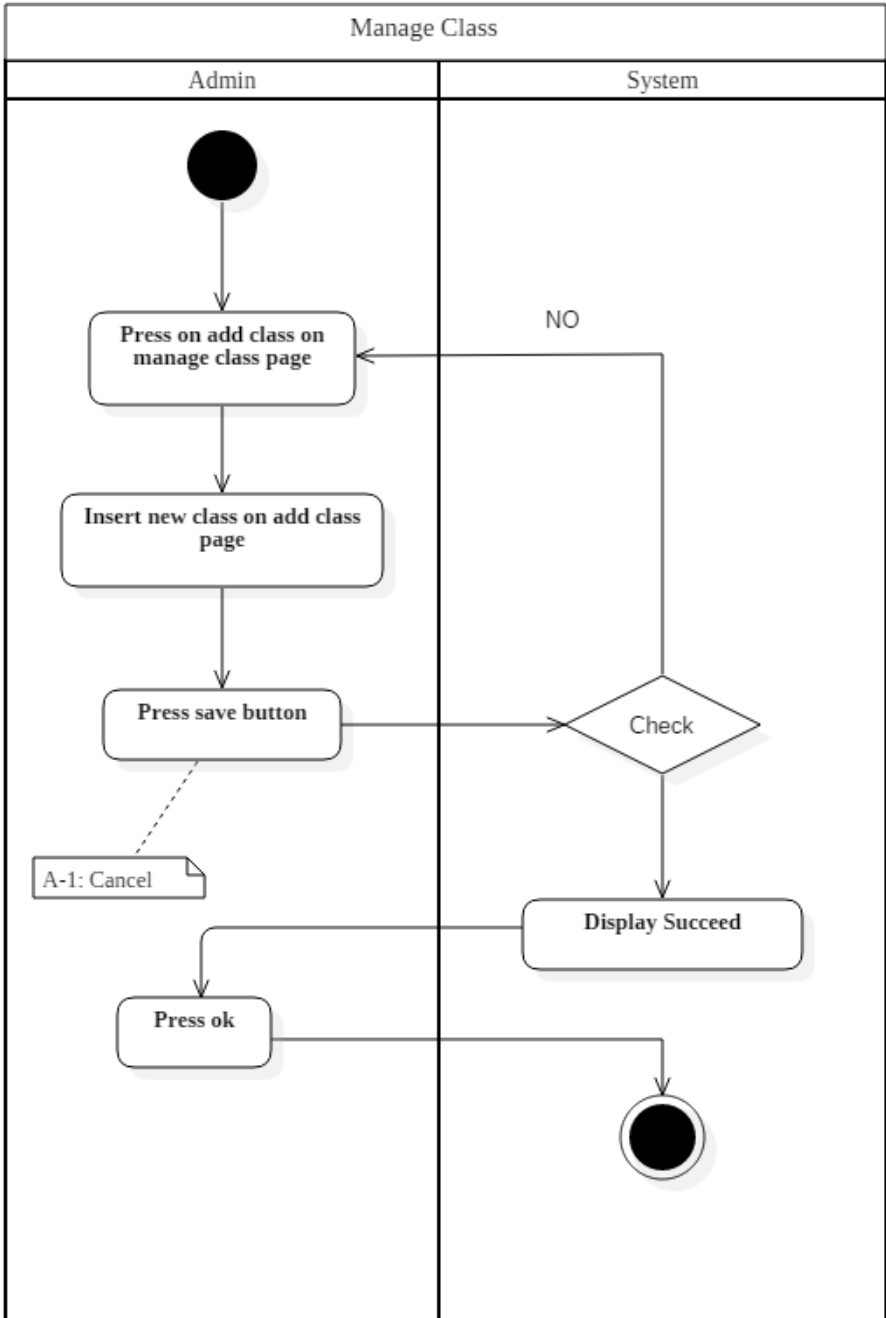 Manage Class
Admin
System
Press on add class on
manage class page
NO
Insert new class on add class
page
Press save button
Check
A-1: Cancel
Display Succeed
Press ok